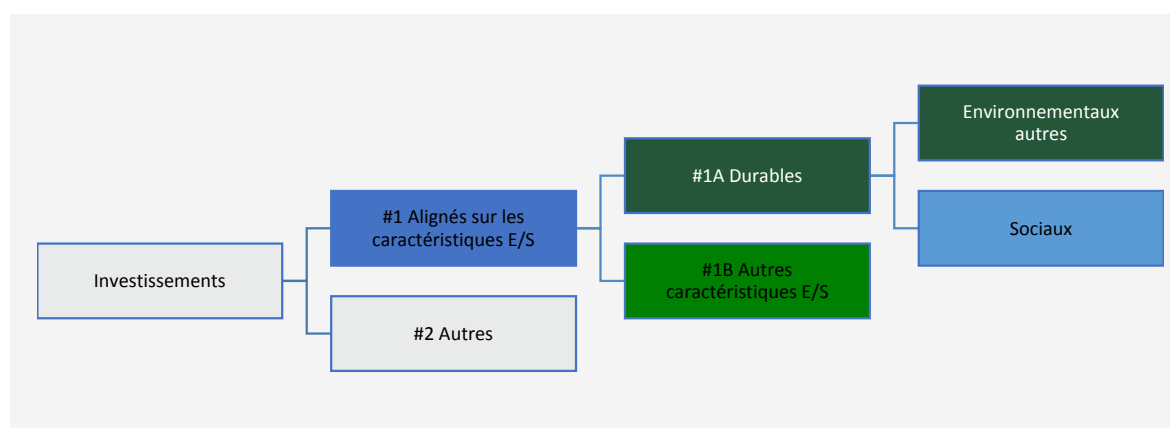 Investissements
#1 Alignés sur les
caractéristiques E/S
#2 Autres
#1A Durables
#1B Autres
caractéristiques E/S
Environnementaux
autres
Sociaux